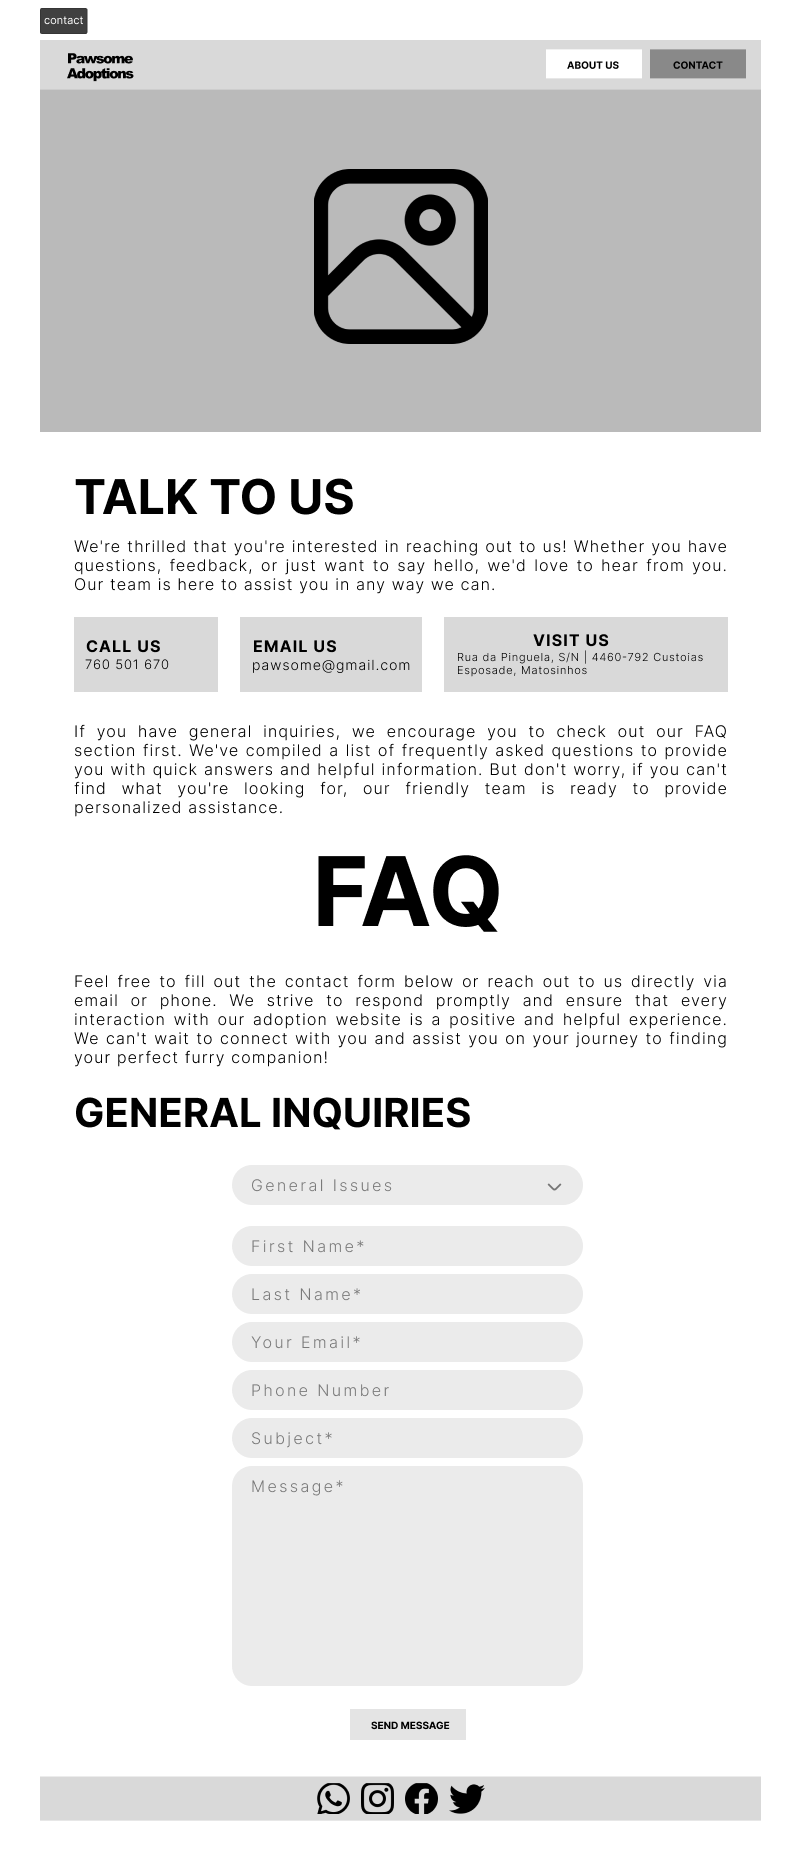 contact
Pawsome
Adoptions
ABOUT US
CONTACT
TALK TO US
We're thrilled that you're interested in reaching out to us! Whether you have
questions, feedback, or just want to say hello, we'd love to hear from you.
Our team is here to assist you in any way we can.
CALL US
760 501 670
EMAIL US
pawsome@gmail.com
VISIT US
Rua da Pinguela, S/N | 4460-792 Custoias
Esposade, Matosinhos
If you have general inquiries, we encourage you to check out our FAQ
section first. We've compiled a list of frequently asked questions to provide
you with quick answers and helpful information. But don't worry, if you can't
find what you're looking for, our friendly team is ready to provide
personalized assistance.
FAQ
Feel free to fill out the contact form below or reach out to us directly via
email or phone. We strive to respond promptly and ensure that every
interaction with our adoption website is a positive and helpful experience.
We can't wait to connect with you and assist you on your journey to finding
your perfect furry companion!
GENERAL INQUIRIES
General Issues
First Name*
Last Name*
Your Email*
Phone Number
Subject*
Message*
SEND MESSAGE